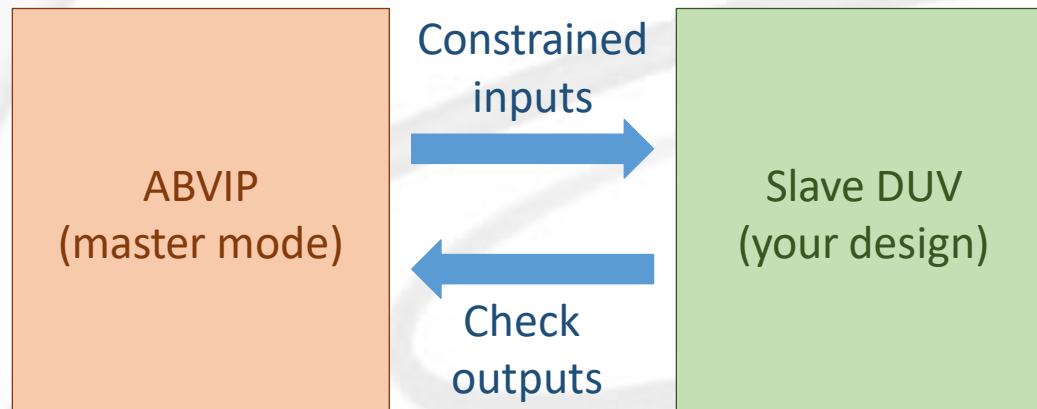 Constrained
inputs
ABVIP
(master mode)
Slave DUV
(your design)
Check
outputs